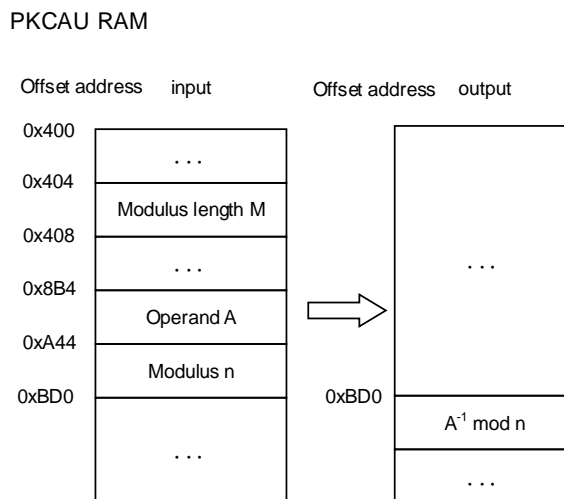 PKCAU RAM
Offset address input
Offset address output
0x400
. . .
0x404
Modulus length M
0x408
. . .
0x8B4
Operand A
0xA44
Modulus n
0xBD0
. . .
. . .
0xBD0
A⁻¹ mod n
. . .